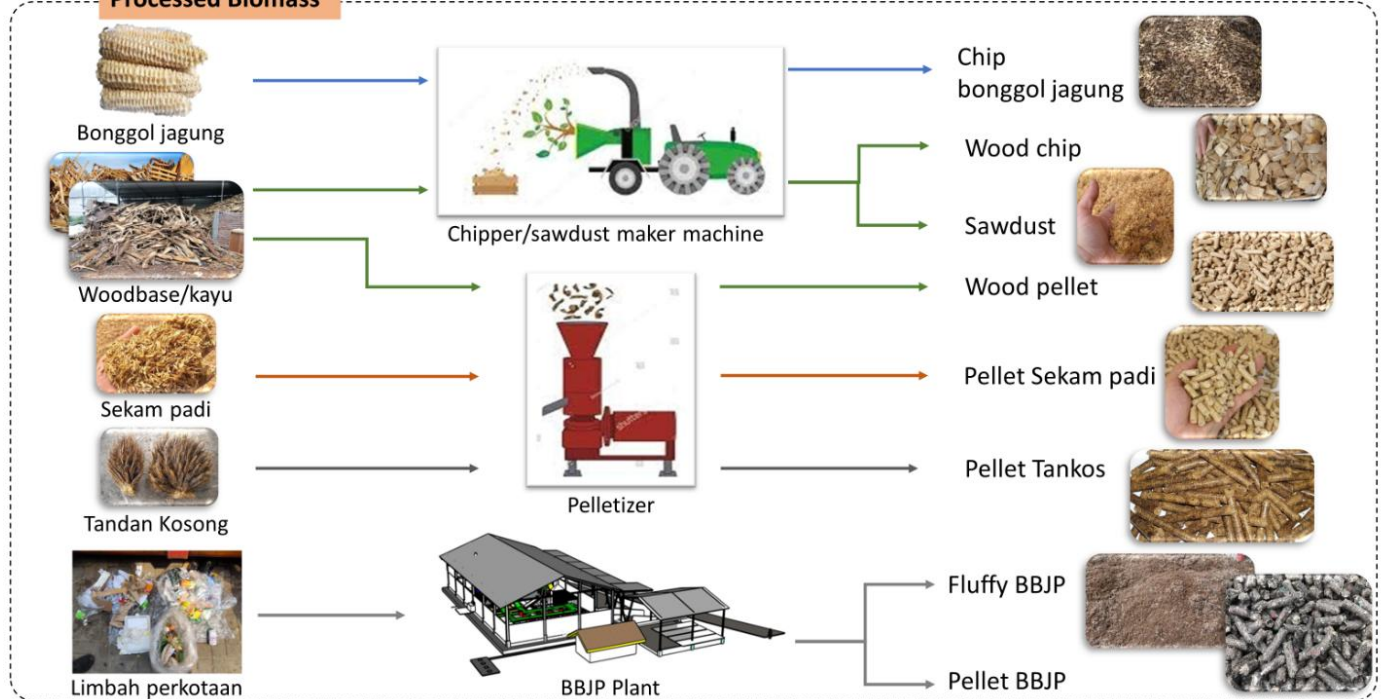 Processed Biomass
Bonggol jagung
Chipper/sawdust maker machine
Chip
bonggol jagung
Woodbase/kayu
Wood chip
Sawdust
Wood pellet
Sekam padi
Pelletizer
Pellet Sekam padi
Tandan Kosong
Pellet Tankos
Limbah perkotaan
BBJP Plant
Fluffy BBJP
Pellet BBJP